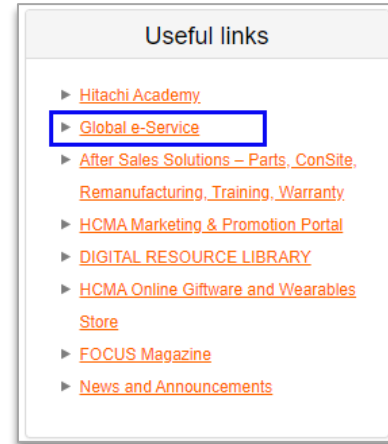 Useful links
Hitachi Academy
Global e-Service
After Sales Solutions – Parts, ConSite,
Remanufacturing, Training, Warranty
HCMA Marketing & Promotion Portal
DIGITAL RESOURCE LIBRARY
HCMA Online Giftware and Wearables
Store
FOCUS Magazine
News and Announcements